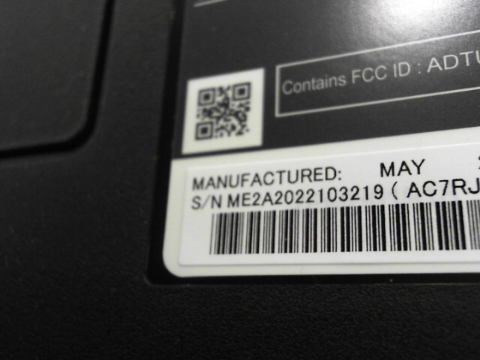 Contains FCC ID : ADTU
MANUFACTURED: MAY
S/N ME2A2022103219 ( AC7RJ